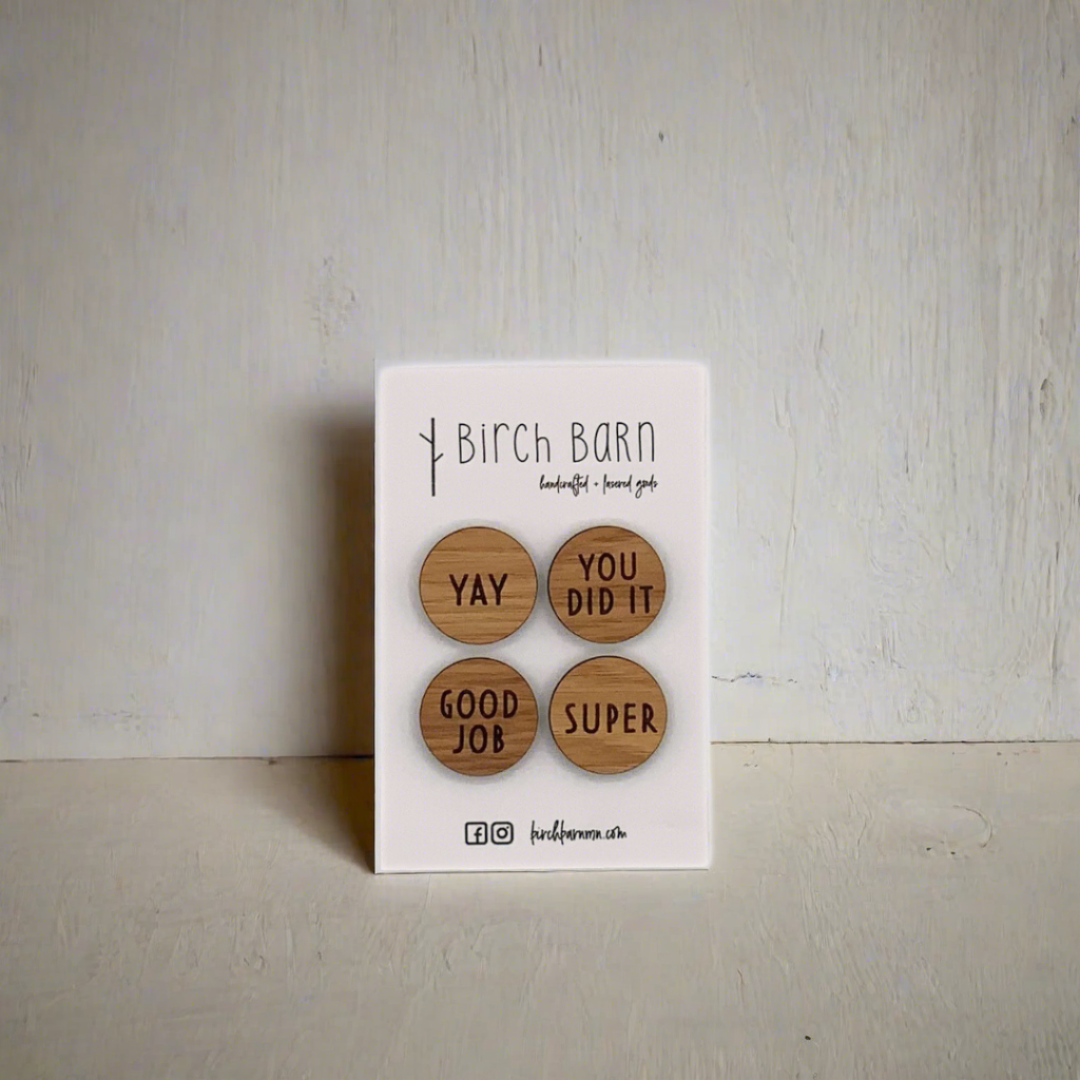 Birch Barn
handcrafted + lasered goods
YAY
YOU
DID IT
GOOD
JOB
SUPER
birchbarnmn.com